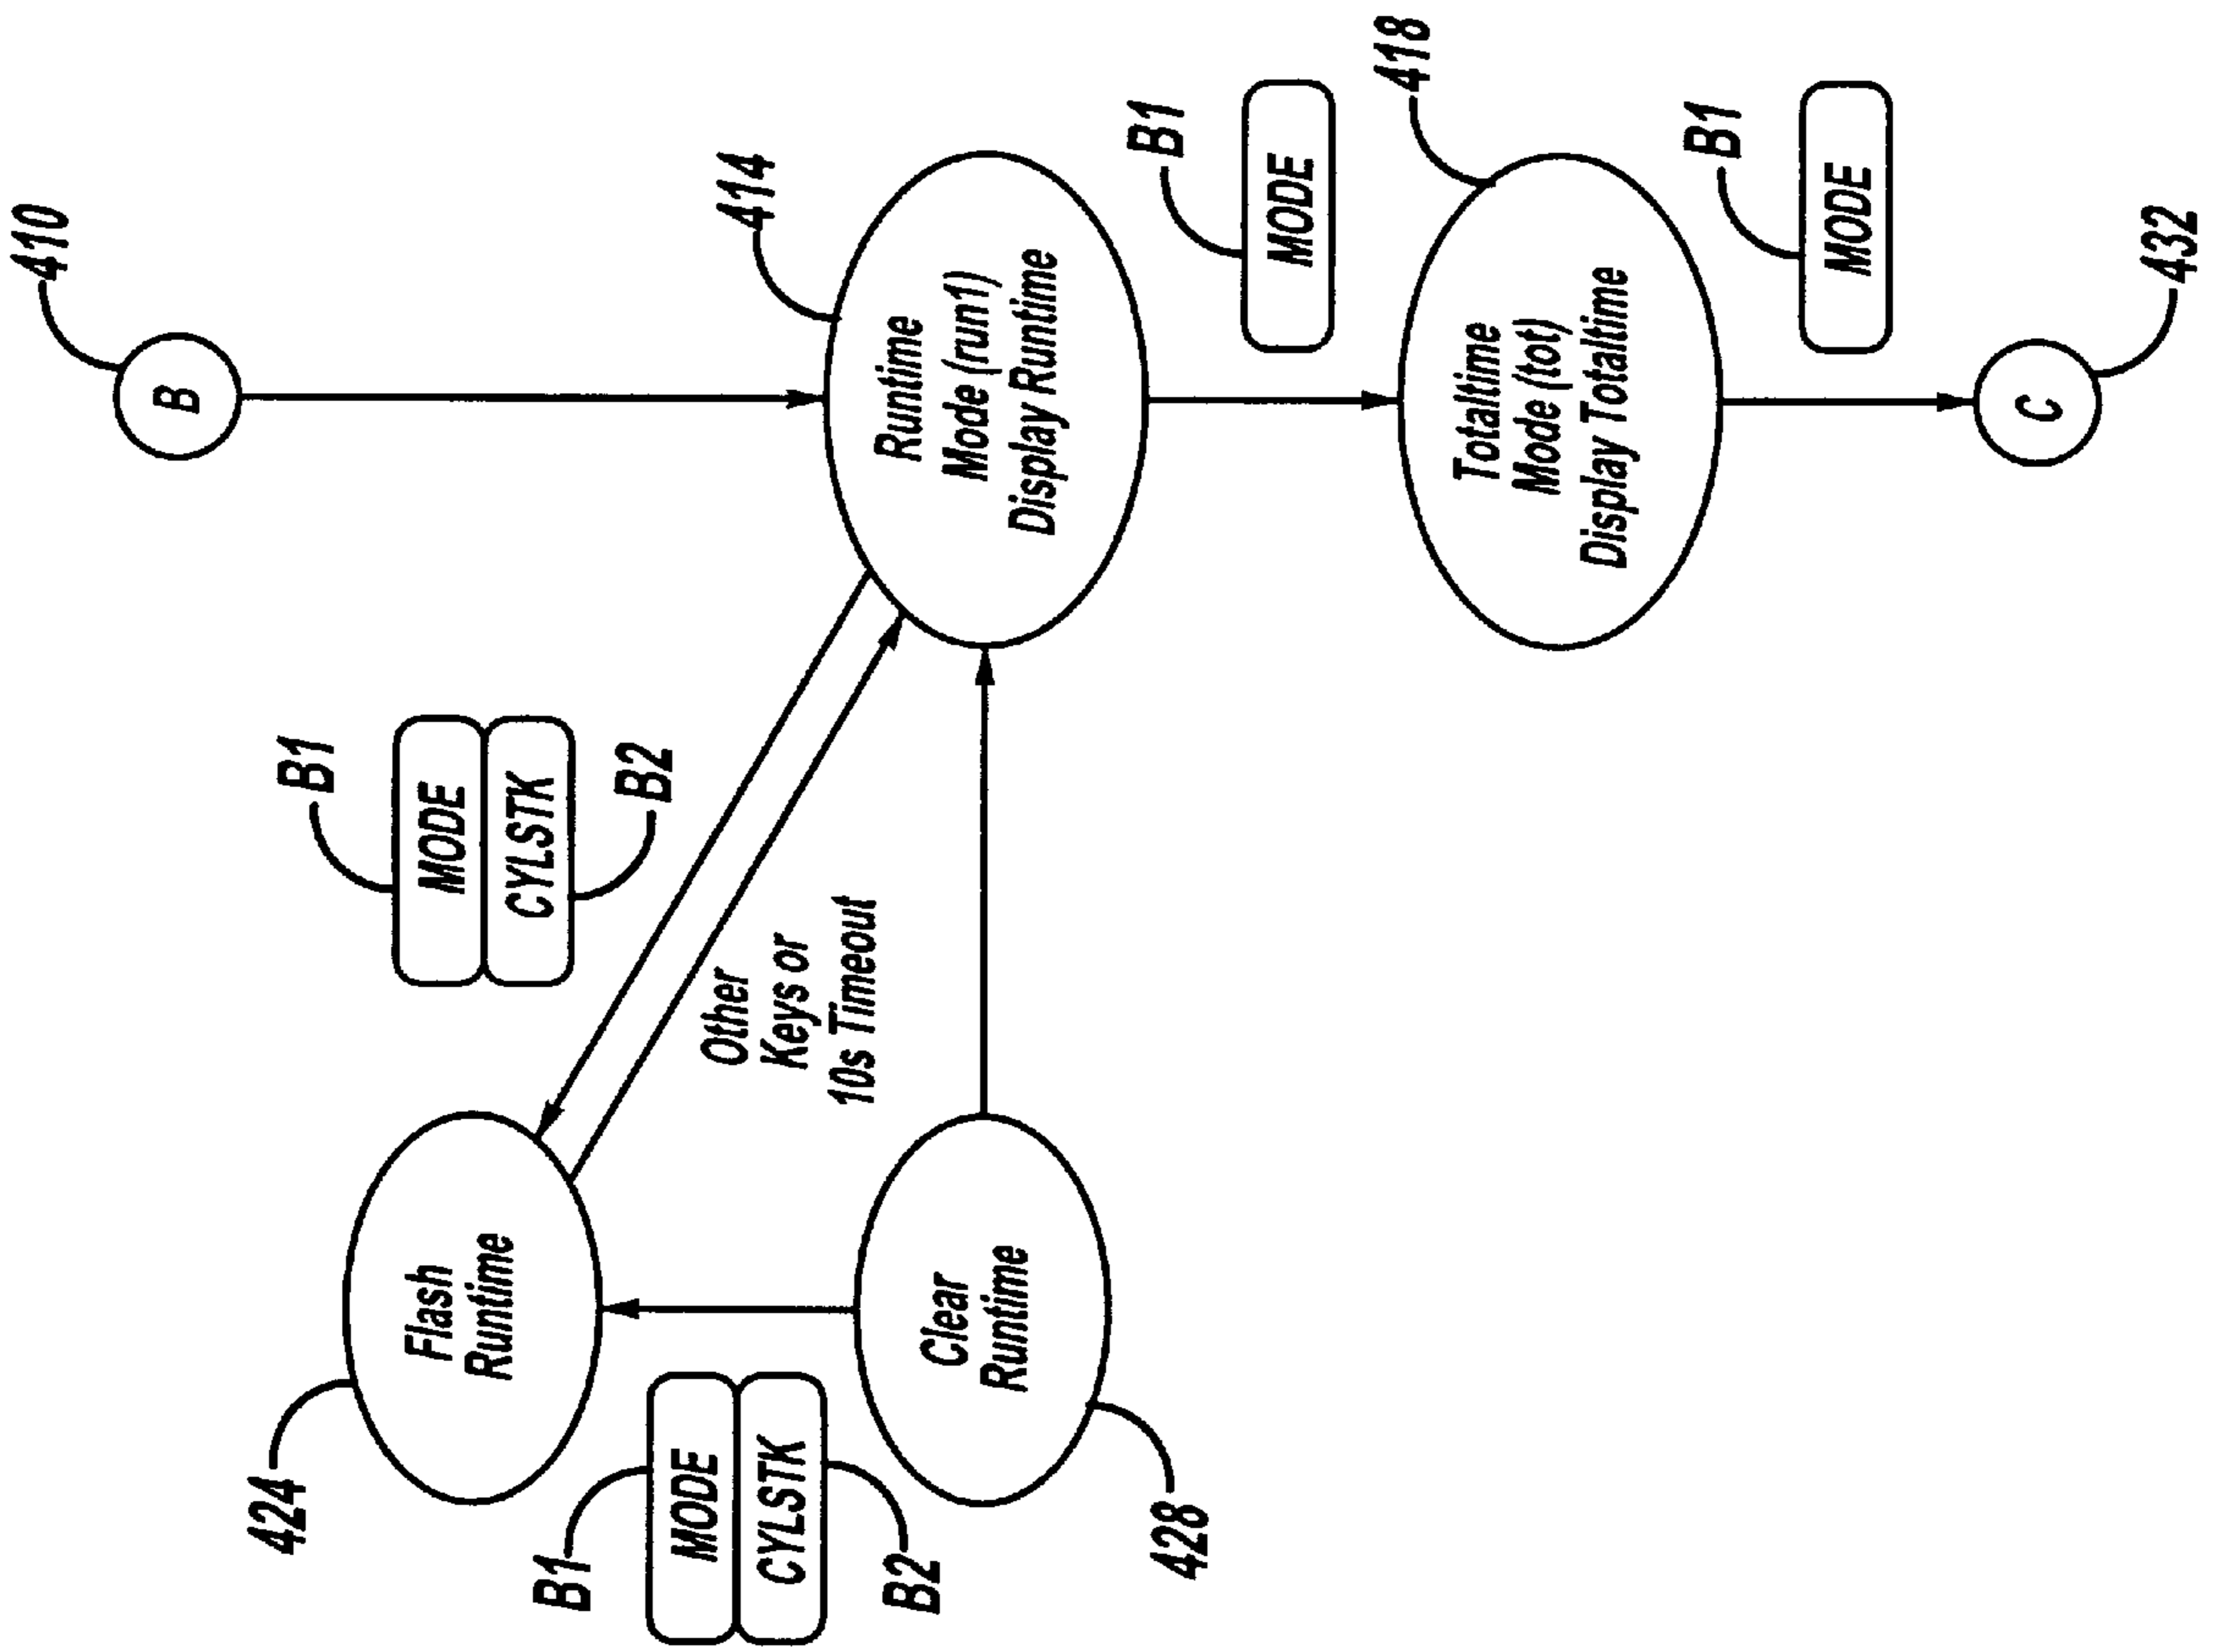 410
B
424
Flash
Runtime
B1
MODE
CYLSTK
B2
B1
MODE
CYLSTK
B2
Other
Keys or
10s Timeout
414
Runtime
Mode (run1)
Display Runtime
Clear
Runtime
428
B1
MODE
418
Totaltime
Mode (tot)
Display Totaltime
B1
MODE
C
432